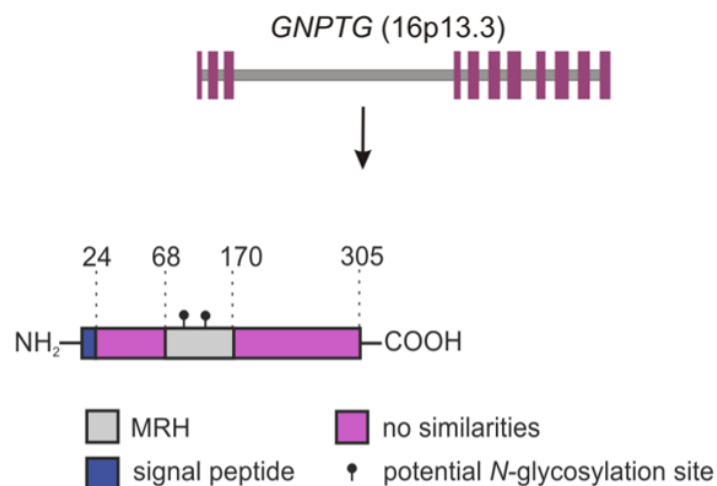 GNPTG (16p13.3)
24 68 170 305
NH2 COOH
MRH no similarities
signal peptide potential N-glycosylation site